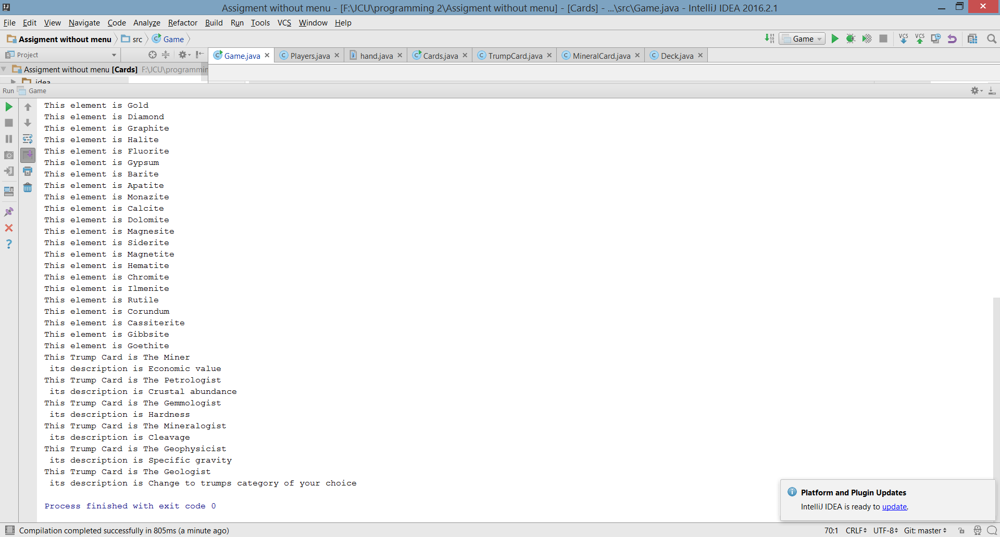 Assigment without menu - [F:\JCU\programming 2\Assigment without menu] - [Cards] - ...\src\Game.java - IntelliJ IDEA 2016.2.1
File Edit View Navigate Code Analyze Refactor Build Run Tools VCS Window Help
Assigment without menu src Game Game VCS VCS
Project Game.java Players.java hand.java Cards.java TrumpCard.java MineralCard.java Deck.java
Assigment without menu [Cards] F:\JCU\programmin
idea
Run Game
This element is Gold
This element is Diamond
This element is Graphite
This element is Halite
This element is Fluorite
This element is Gypsum
This element is Barite
This element is Apatite
This element is Monazite
This element is Calcite
This element is Dolomite
This element is Magnesite
This element is Siderite
This element is Magnetite
This element is Hematite
This element is Chromite
This element is Ilmenite
This element is Rutile
This element is Corundum
This element is Cassiterite
This element is Gibbsite
This element is Goethite
This Trump Card is The Miner
its description is Economic value
This Trump Card is The Petrologist
its description is Crustal abundance
This Trump Card is The Gemmologist
its description is Hardness
This Trump Card is The Mineralogist
its description is Cleavage
This Trump Card is The Geophysicist
its description is Specific gravity
This Trump Card is The Geologist
its description is Change to trumps category of your choice
Process finished with exit code 0
Platform and Plugin Updates
IntelliJ IDEA is ready to update.
Compilation completed successfully in 805ms (a minute ago) 70:1 CRLF UTF-8 Git: master